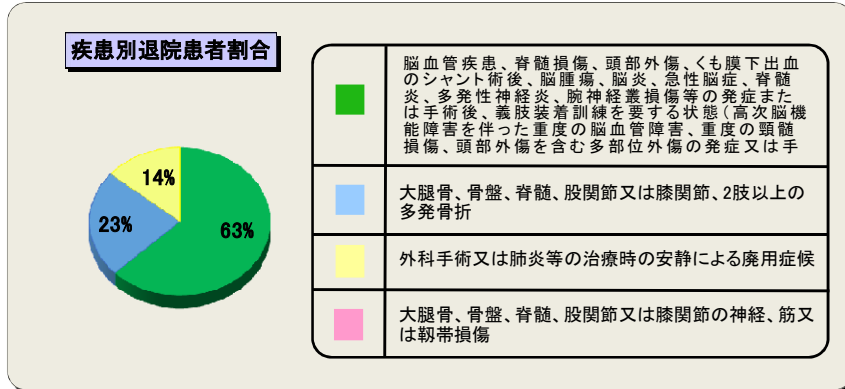 疾患別退院患者割合
脳血管疾患、脊髄損傷、頭部外傷、くも膜下出血
のシャント術後、脳腫瘍、脳炎、急性脳症、脊髄
炎、多発性神経炎、腕神経叢損傷等の発症また
は手術後、義肢装着訓練を要する状態（高次脳機
能障害を伴った重度の脳血管障害、重度の頸髄
損傷、頭部外傷を含む多部位外傷の発症又は手
大腿骨、骨盤、脊髄、股関節又は膝関節、2肢以上の
多発骨折
外科手術又は肺炎等の治療時の安静による廃用症候
大腿骨、骨盤、脊髄、股関節又は膝関節の神経、筋又
は靱帯損傷
14%
23%
63%